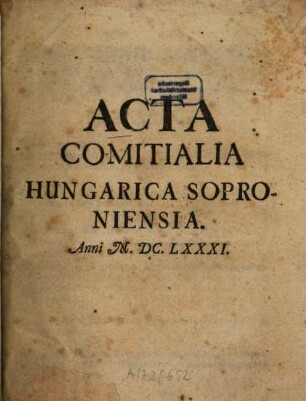 ACTA
COMITIALIA
HUNGARICA SOPRO-
NIENSIA.
Anni M. DC. LXXXI.